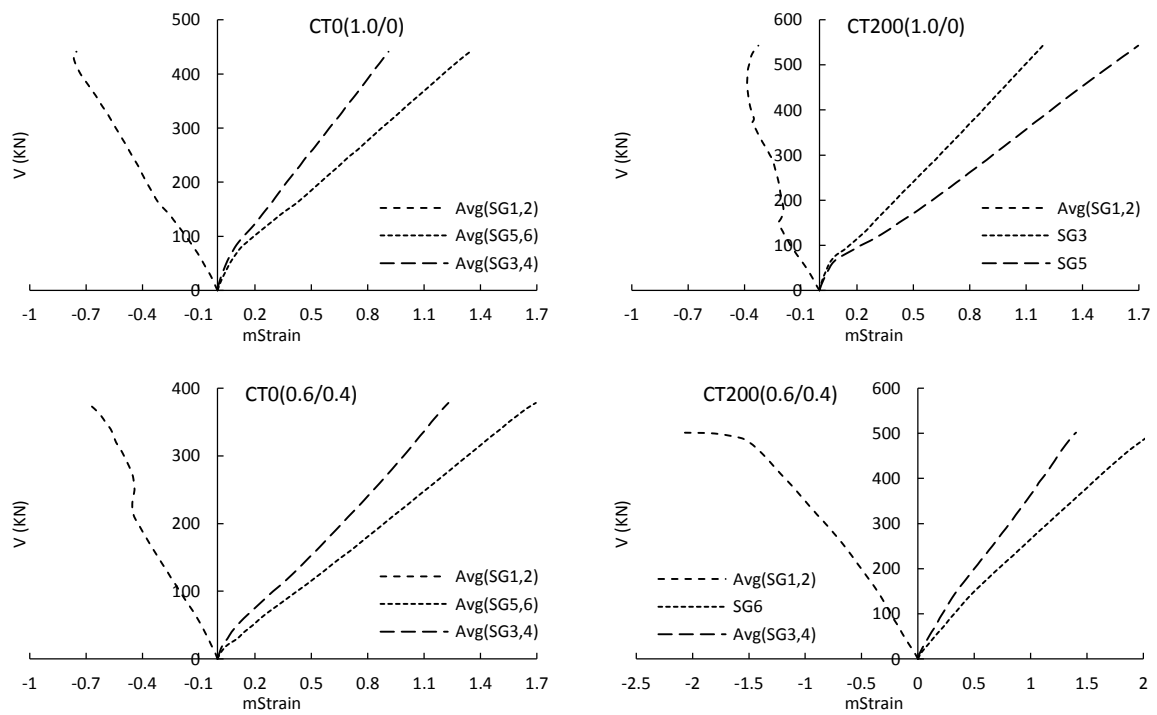 CT0(1.0/0)
500
400
300
200
100
0
V (KN)
-1 -0.7 -0.4 -0.1 0.2 0.5 0.8 1.1 1.4 1.7
mStrain
Avg(SG1,2)
Avg(SG5,6)
Avg(SG3,4)
CT200(1.0/0)
600
500
400
300
200
100
0
V (KN)
-1 -0.7 -0.4 -0.1 0.2 0.5 0.8 1.1 1.4 1.7
mStrain
Avg(SG1,2)
SG3
SG5
CT0(0.6/0.4)
400
300
200
100
0
V (KN)
-1 -0.7 -0.4 -0.1 0.2 0.5 0.8 1.1 1.4 1.7
mStrain
Avg(SG1,2)
Avg(SG5,6)
Avg(SG3,4)
CT200(0.6/0.4)
600
500
400
300
200
100
0
V (KN)
-2.5 -2 -1.5 -1 -0.5 0 0.5 1 1.5 2
mStrain
Avg(SG1,2)
SG6
Avg(SG3,4)